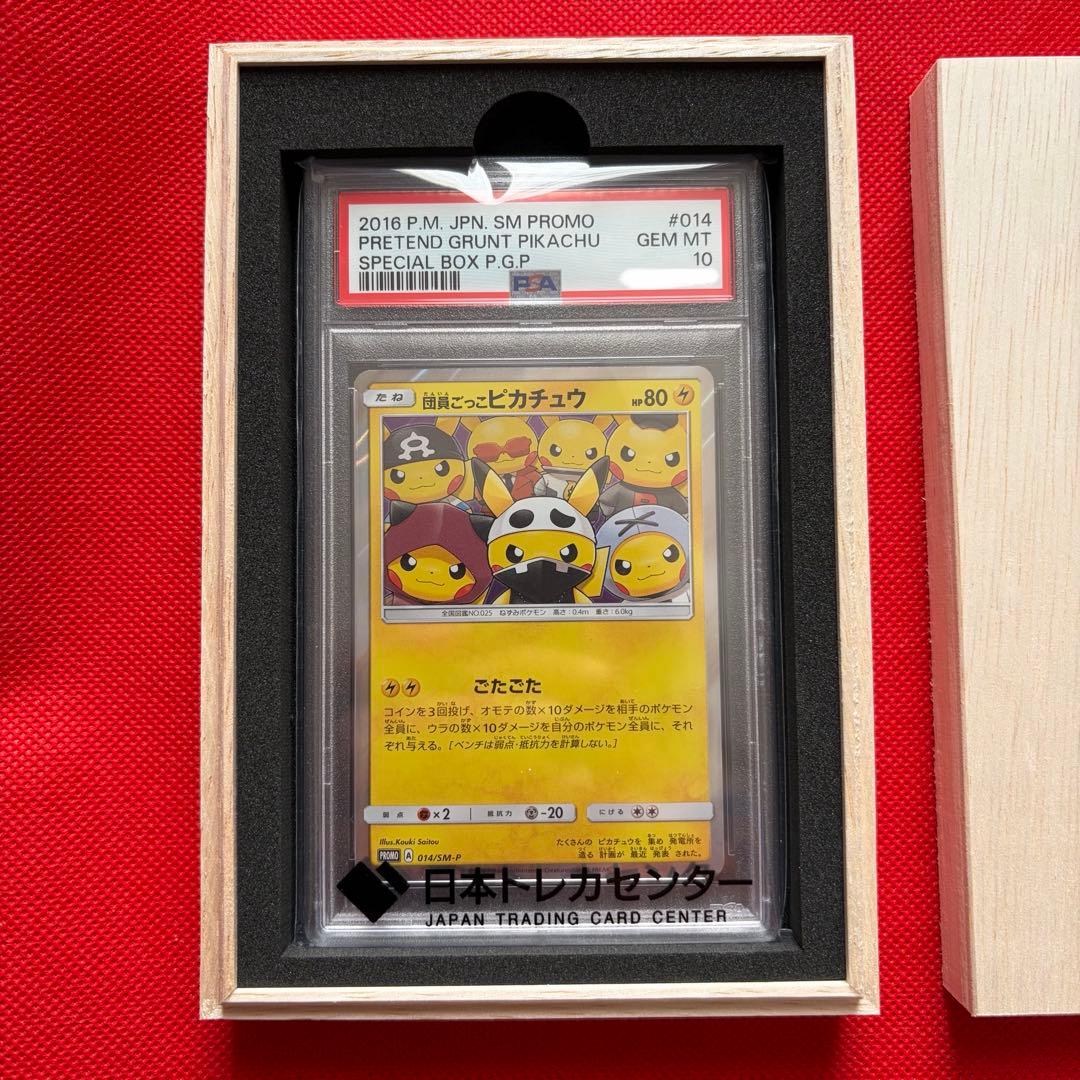 2016 P.M. JPN. SM PROMO #014
PRETEND GRUNT PIKACHU GEM MT
SPECIAL BOX P.G.P 10
PSA
たね 団員ごっこピカチュウ HP80
全国図鑑NO.025 ねずみポケモン 高さ:0.4m 重さ:6.0kg
ごたごた
コインを3回投げ、オモテの数×10ダメージを相手のポケモン
全員に、ウラの数×10ダメージを自分のポケモン全員に、それ
ぞれ与える。[ベンチは弱点・抵抗力を計算しない。]
弱点 ×2 抵抗力 -20 にげる
Illus.Kouki Saitou
たくさんの ピカチュウを 集め 発電所を
造る 計画が 最近 発表 された。
PROMO A 014/SM-P
日本トレカセンター
JAPAN TRADING CARD CENTER